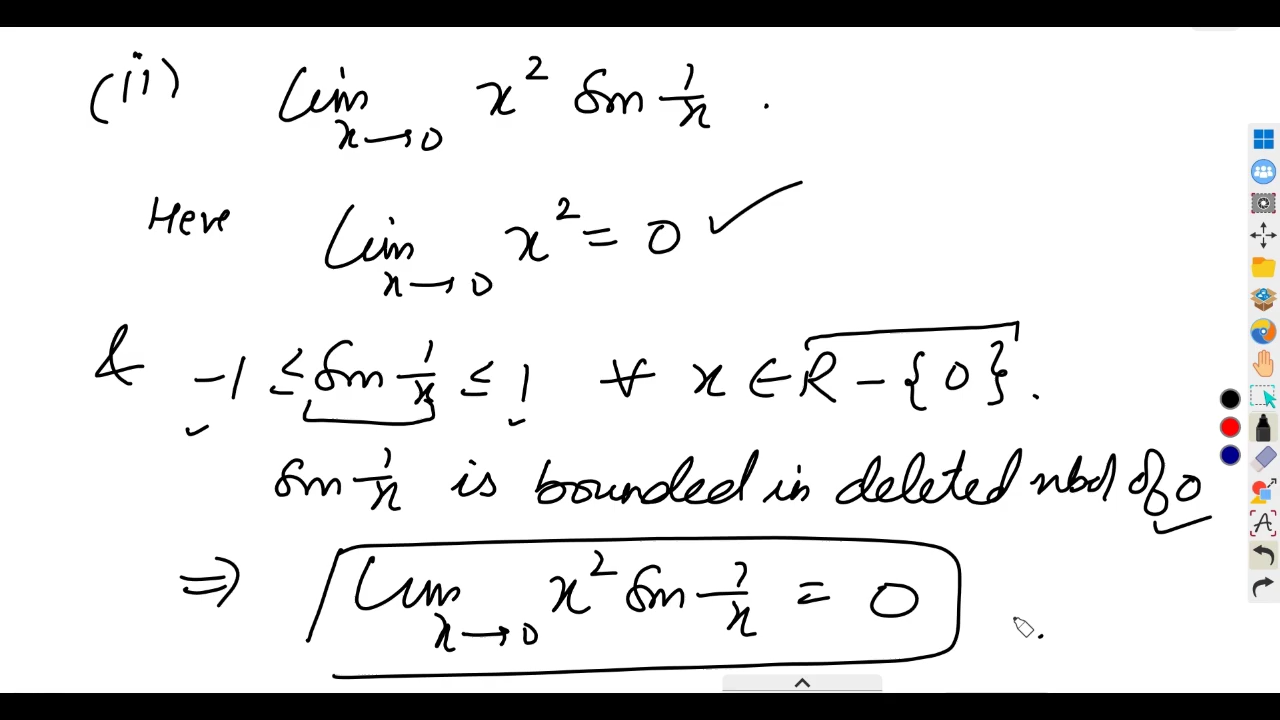 (ii) lim x→0 x² sin 1/x .
Here lim x→0 x² = 0 ✓
& -1 ≤ sin 1/x ≤ 1 ∀ x ∈ R - {0} .
sin 1/x is bounded in deleted nbd of 0
⇒ lim x→0 x² sin 1/x = 0 .